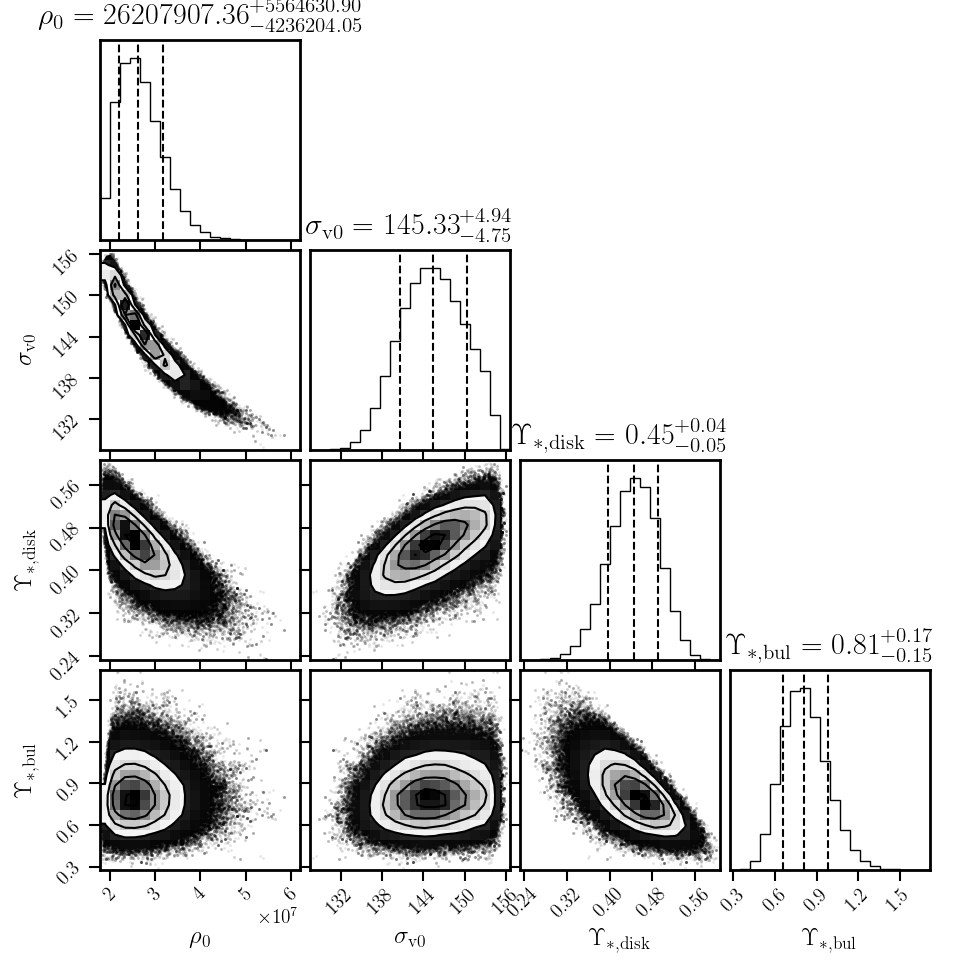 ρ₀ = 26207907.36+5564630.90−4236204.05
σv0 = 145.33+4.94−4.75
ϒ∗,disk = 0.45+0.04−0.05
ϒ∗,bul = 0.81+0.17−0.15
156
150
144
138
132
σv0
0.56
0.48
0.40
0.32
0.24
ϒ∗,disk
1.5
1.2
0.9
0.6
0.3
ϒ∗,bul
2 3 4 5 6
×10⁷
ρ₀
132 138 144 150 156
σv0
0.24 0.32 0.40 0.48 0.56
ϒ∗,disk
0.3 0.6 0.9 1.2 1.5
ϒ∗,bul